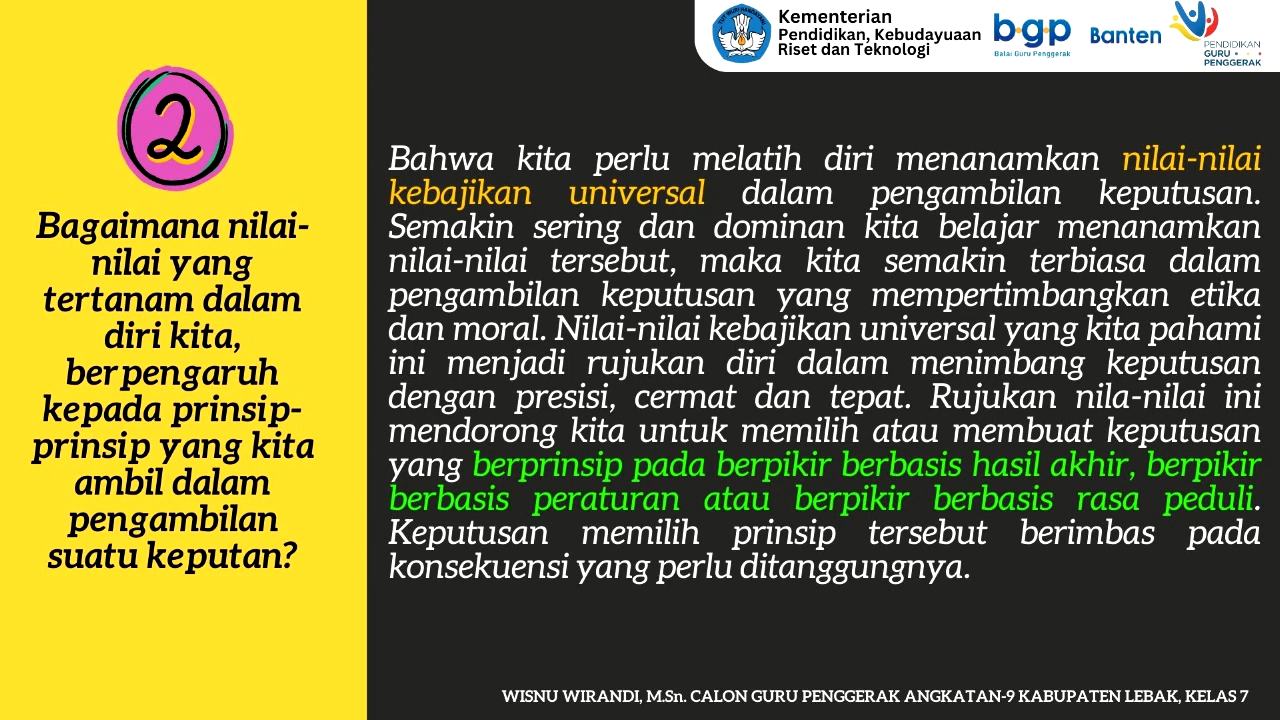 Kementerian
Pendidikan, Kebudayuaan
Riset dan Teknologi
TUT WURI HANDAYANI
bgp
Balai Guru Penggerak
Banten
PENDIDIKAN
GURU
PENGGERAK
2
Bagaimana nilai-
nilai yang
tertanam dalam
diri kita,
berpengaruh
kepada prinsip-
prinsip yang kita
ambil dalam
pengambilan
suatu keputan?
Bahwa kita perlu melatih diri menanamkan nilai-nilai
kebajikan universal dalam pengambilan keputusan.
Semakin sering dan dominan kita belajar menanamkan
nilai-nilai tersebut, maka kita semakin terbiasa dalam
pengambilan keputusan yang mempertimbangkan etika
dan moral. Nilai-nilai kebajikan universal yang kita pahami
ini menjadi rujukan diri dalam menimbang keputusan
dengan presisi, cermat dan tepat. Rujukan nila-nilai ini
mendorong kita untuk memilih atau membuat keputusan
yang berprinsip pada berpikir berbasis hasil akhir, berpikir
berbasis peraturan atau berpikir berbasis rasa peduli.
Keputusan memilih prinsip tersebut berimbas pada
konsekuensi yang perlu ditanggungnya.
WISNU WIRANDI, M.Sn. CALON GURU PENGGERAK ANGKATAN-9 KABUPATEN LEBAK, KELAS 7